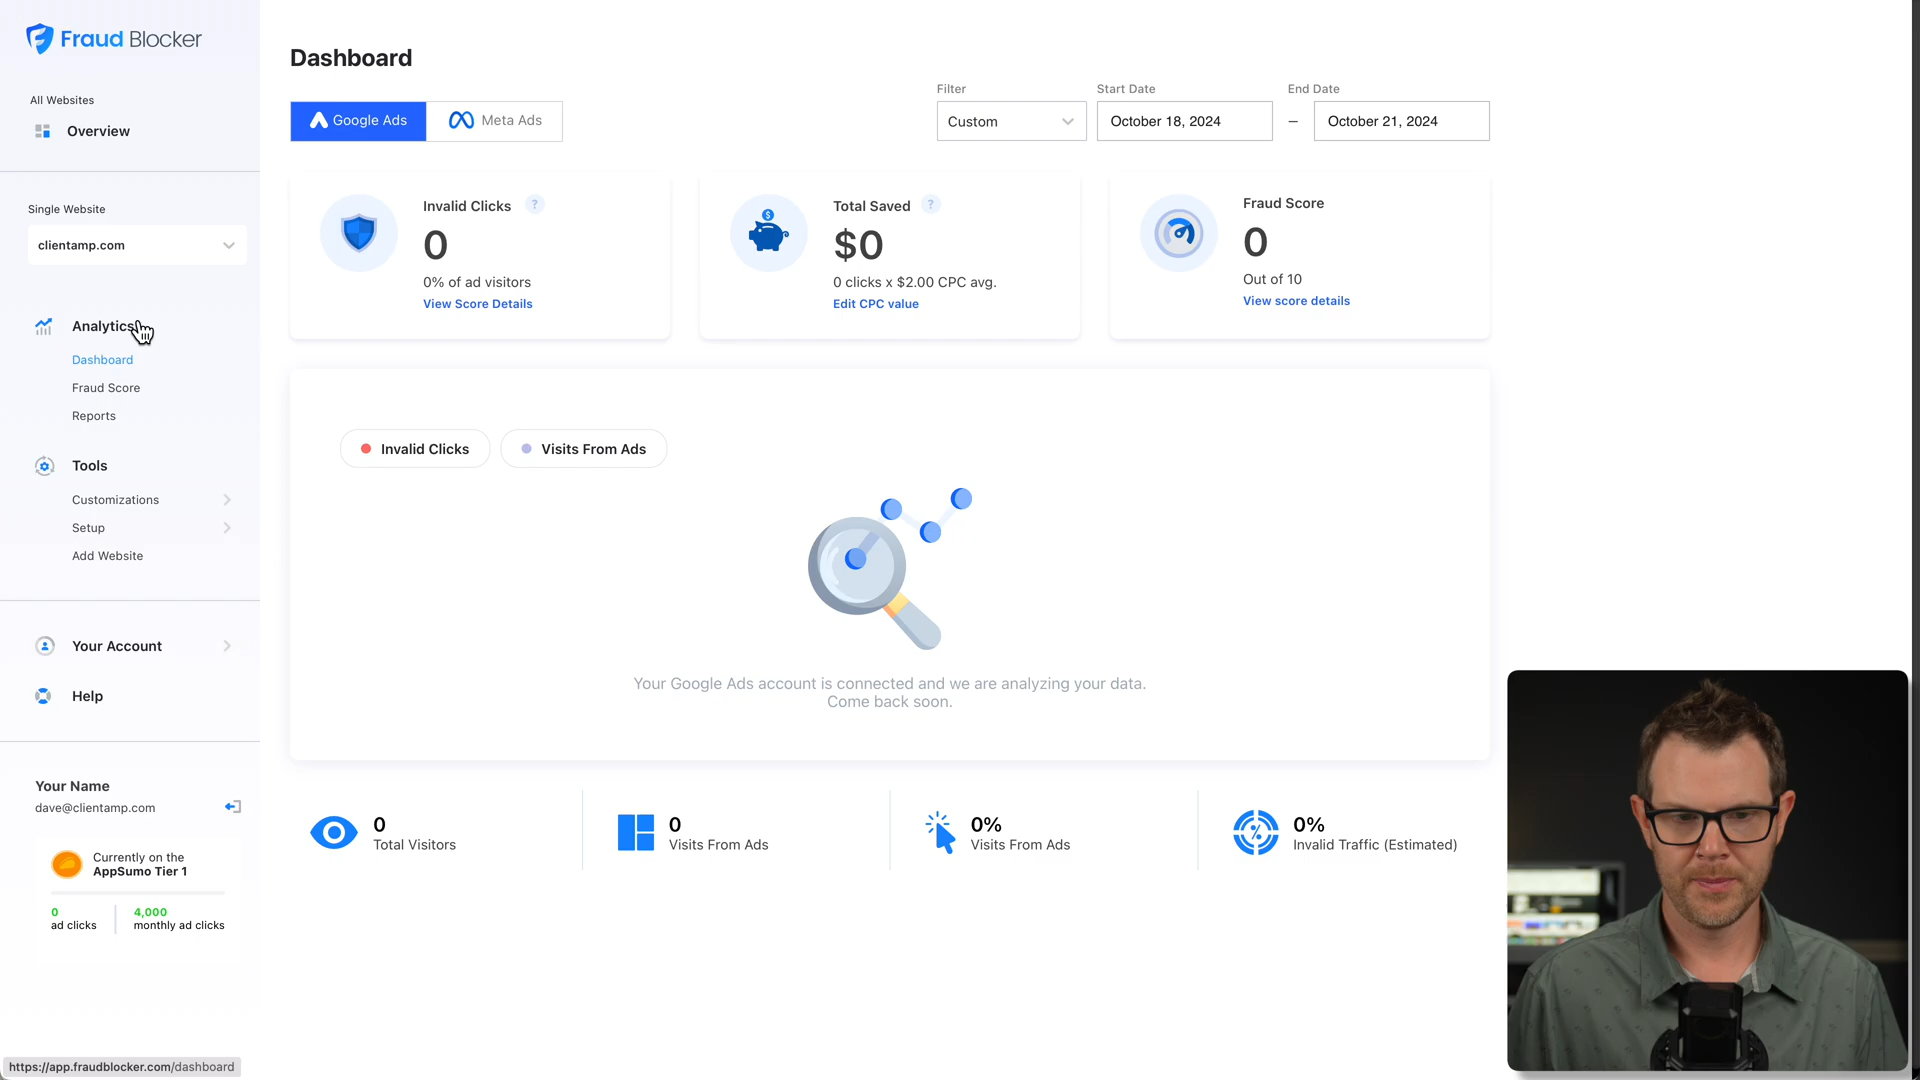 Fraud Blocker
All Websites
Overview
Single Website
clientamp.com
Analytics
Dashboard
Fraud Score
Reports
Tools
Customizations
Setup
Add Website
Your Account
Help
Your Name
dave@clientamp.com
Currently on the
AppSumo Tier 1
0
ad clicks
4,000
monthly ad clicks
https://app.fraudblocker.com/dashboard
Dashboard
Google Ads
Meta Ads
Filter
Custom
Start Date
October 18, 2024
–
End Date
October 21, 2024
Invalid Clicks ?
0
0% of ad visitors
View Score Details
Total Saved ?
$0
0 clicks x $2.00 CPC avg.
Edit CPC value
Fraud Score
0
Out of 10
View score details
Invalid Clicks
Visits From Ads
Your Google Ads account is connected and we are analyzing your data.
Come back soon.
0
Total Visitors
0
Visits From Ads
0%
Visits From Ads
0%
Invalid Traffic (Estimated)